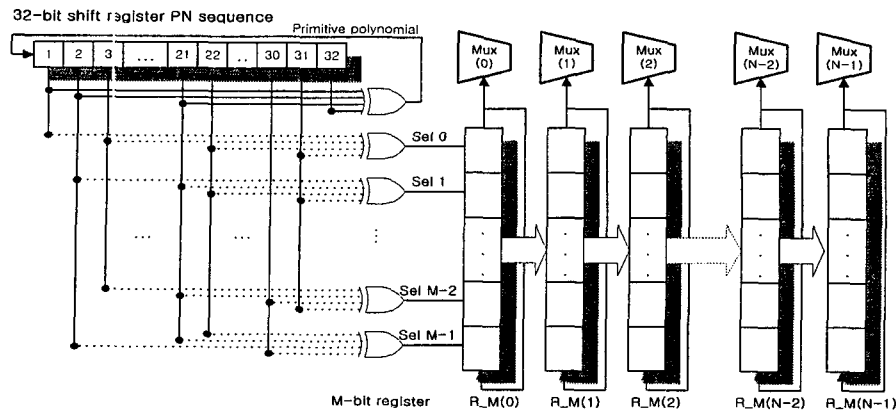 32-bit shift register PN sequence
Primitive polynomial
1 2 3 ... 21 22 .. 30 31 32
Mux (0)
Mux (1)
Mux (2)
Mux (N-2)
Mux (N-1)
Sel 0
Sel 1
... ...
Sel M-2
Sel M-1
M-bit register
R_M(0)
R_M(1)
R_M(2)
R_M(N-2)
R_M(N-1)